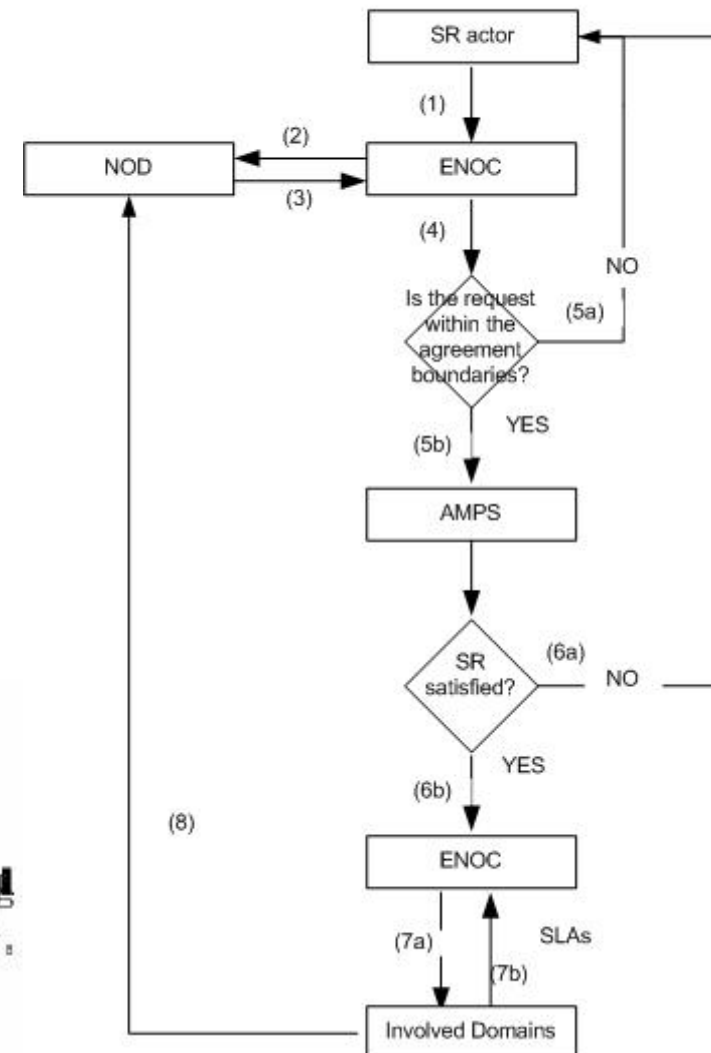 SR actor
(1)
(2)
NOD
ENOC
(3)
(4)
NO
Is the request
within the
agreement
boundaries?
(5a)
YES
(5b)
AMPS
(6a)
SR
satisfied?
NO
YES
(6b)
(8)
ENOC
(7a)
SLAs
(7b)
Involved Domains